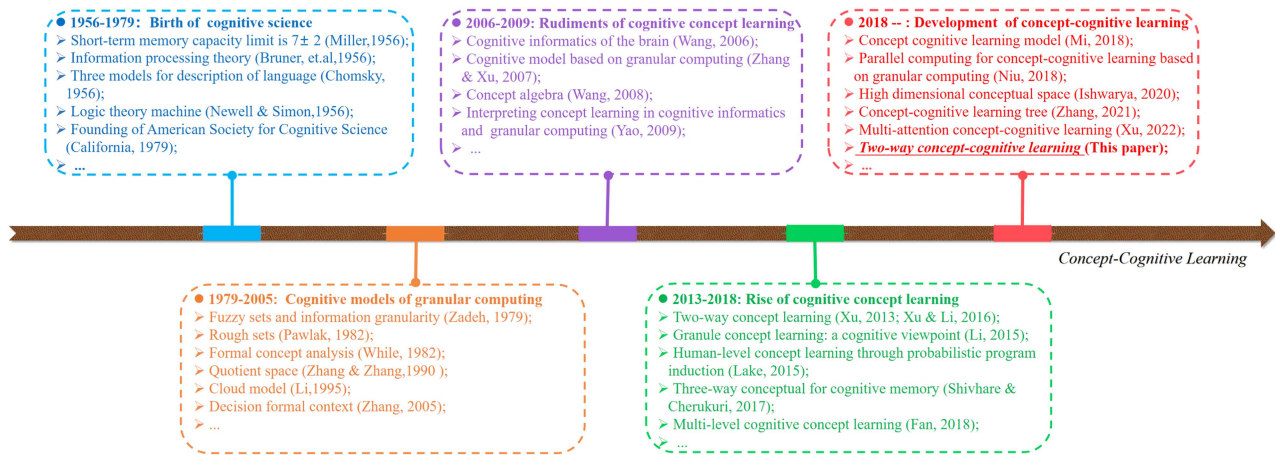 ● 1956-1979: Birth of cognitive science
➢ Short-term memory capacity limit is 7± 2 (Miller,1956);
➢ Information processing theory (Bruner, et.al,1956);
➢ Three models for description of language (Chomsky,
1956);
➢ Logic theory machine (Newell & Simon,1956);
➢ Founding of American Society for Cognitive Science
(California, 1979);
➢ ...
● 2006-2009: Rudiments of cognitive concept learning
➢ Cognitive informatics of the brain (Wang, 2006);
➢ Cognitive model based on granular computing (Zhang
& Xu, 2007);
➢ Concept algebra (Wang, 2008);
➢ Interpreting concept learning in cognitive informatics
and granular computing (Yao, 2009);
➢ ...
● 2018 -- : Development of concept-cognitive learning
➢ Concept cognitive learning model (Mi, 2018);
➢ Parallel computing for concept-cognitive learning based
on granular computing (Niu, 2018);
➢ High dimensional conceptual space (Ishwarya, 2020);
➢ Concept-cognitive learning tree (Zhang, 2021);
➢ Multi-attention concept-cognitive learning (Xu, 2022);
➢ Two-way concept-cognitive learning (This paper);
➢ ...
Concept-Cognitive Learning
● 1979-2005: Cognitive models of granular computing
➢ Fuzzy sets and information granularity (Zadeh, 1979);
➢ Rough sets (Pawlak, 1982);
➢ Formal concept analysis (While, 1982);
➢ Quotient space (Zhang & Zhang,1990 );
➢ Cloud model (Li,1995);
➢ Decision formal context (Zhang, 2005);
➢ ...
● 2013-2018: Rise of cognitive concept learning
➢ Two-way concept learning (Xu, 2013; Xu & Li, 2016);
➢ Granule concept learning: a cognitive viewpoint (Li, 2015);
➢ Human-level concept learning through probabilistic program
induction (Lake, 2015);
➢ Three-way conceptual for cognitive memory (Shivhare &
Cherukuri, 2017);
➢ Multi-level cognitive concept learning (Fan, 2018);
➢ ...